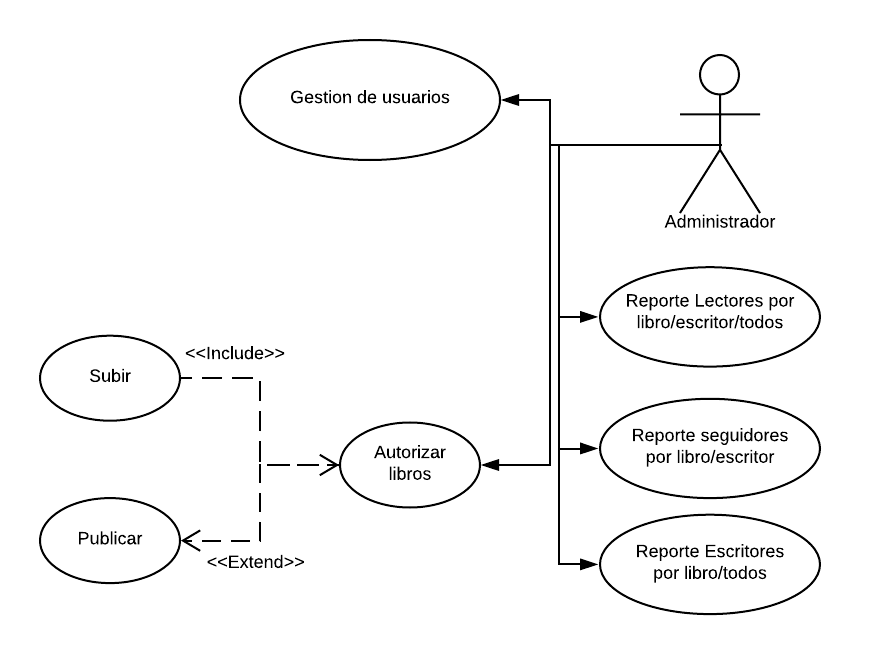 Gestion de usuarios
Administrador
Reporte Lectores por
libro/escritor/todos
<<Include>>
Subir
Autorizar
libros
Reporte seguidores
por libro/escritor
Publicar
<<Extend>>
Reporte Escritores
por libro/todos